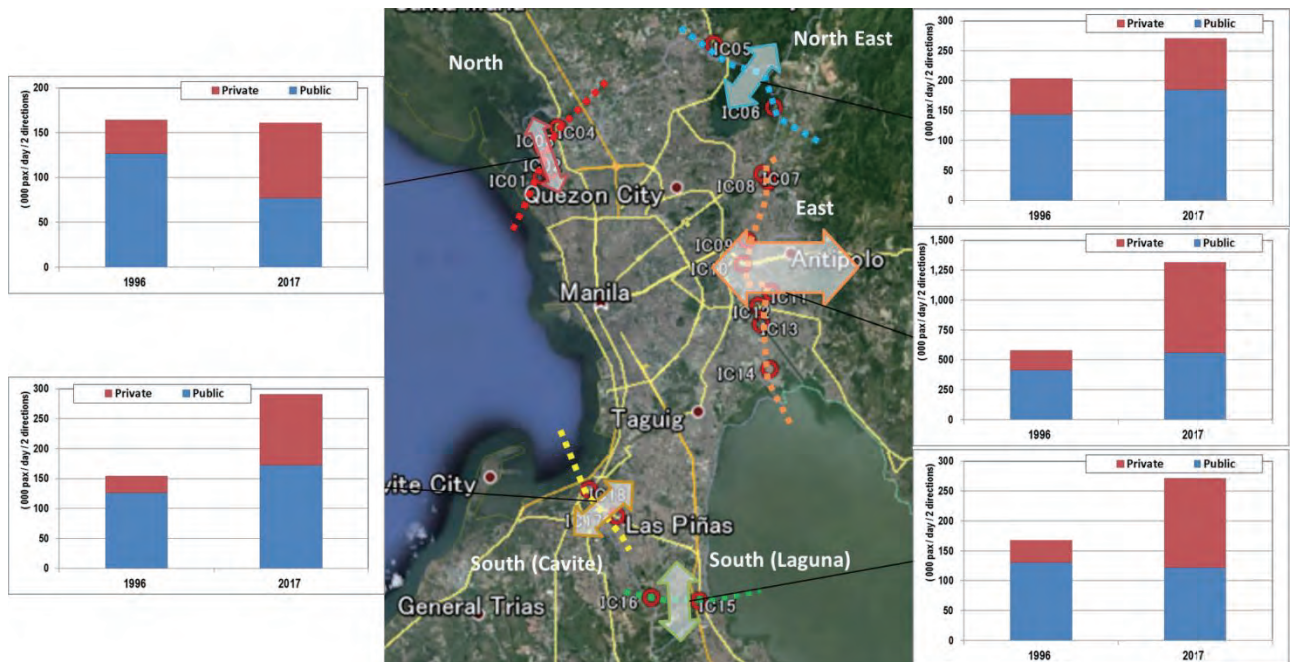 Private Public
( 000 pax / day / 2 directions)
200
150
100
50
0
1996 2017
Private Public
( 000 pax / day / 2 directions)
300
250
200
150
100
50
0
1996 2017
North
North East
IC05
IC06
IC04
IC03
IC02
IC01
Quezon City
IC08 IC07
East
IC09
IC10
Antipolo
Manila
IC11
IC12
IC13
IC14
Taguig
vite City
IC18
IC17
Las Piñas
South (Cavite)
South (Laguna)
IC16
IC15
General Trias
Private Public
( 000 pax / day / 2 directions)
300
250
200
150
100
50
0
1996 2017
Private Public
( 000 pax / day / 2 directions)
1,500
1,250
1,000
750
500
250
0
1996 2017
Private Public
( 000 pax / day / 2 directions)
300
250
200
150
100
50
0
1996 2017